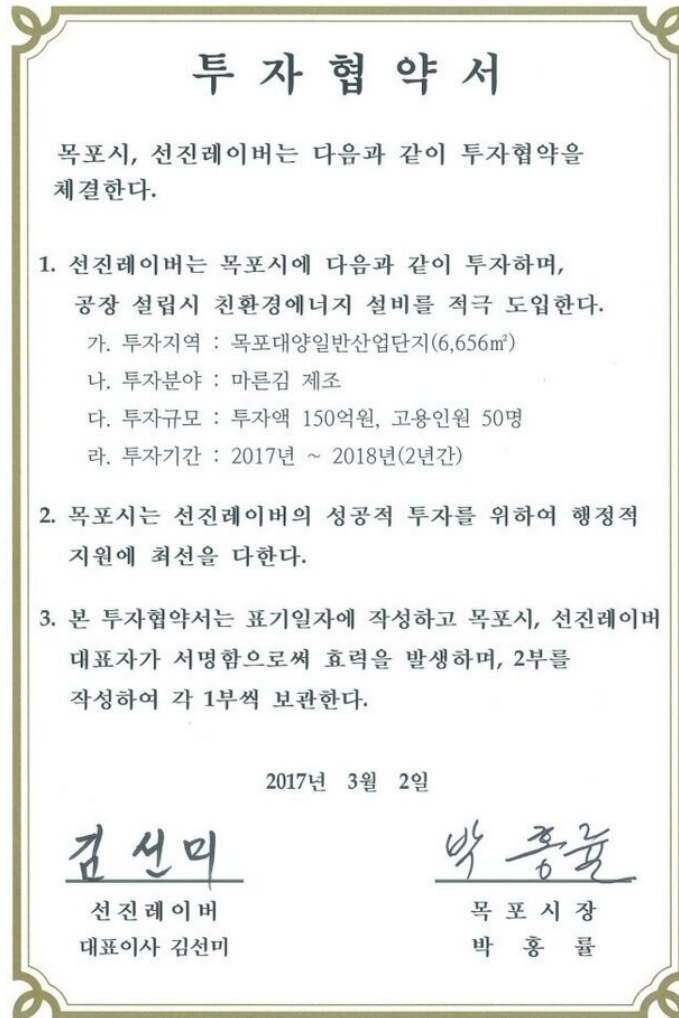 투 자 협 약 서
목포시, 선진레이버는 다음과 같이 투자협약을
체결한다.
1. 선진레이버는 목포시에 다음과 같이 투자하며,
공장 설립시 친환경에너지 설비를 적극 도입한다.
가. 투자지역 : 목포대양일반산업단지(6,656㎡)
나. 투자분야 : 마른김 제조
다. 투자규모 : 투자액 150억원, 고용인원 50명
라. 투자기간 : 2017년 ~ 2018년(2년간)
2. 목포시는 선진레이버의 성공적 투자를 위하여 행정적
지원에 최선을 다한다.
3. 본 투자협약서는 표기일자에 작성하고 목포시, 선진레이버
대표자가 서명함으로써 효력을 발생하며, 2부를
작성하여 각 1부씩 보관한다.
2017년 3월 2일
김선미 박홍률
선진레이버 목 포 시 장
대표이사 김선미 박 홍 률